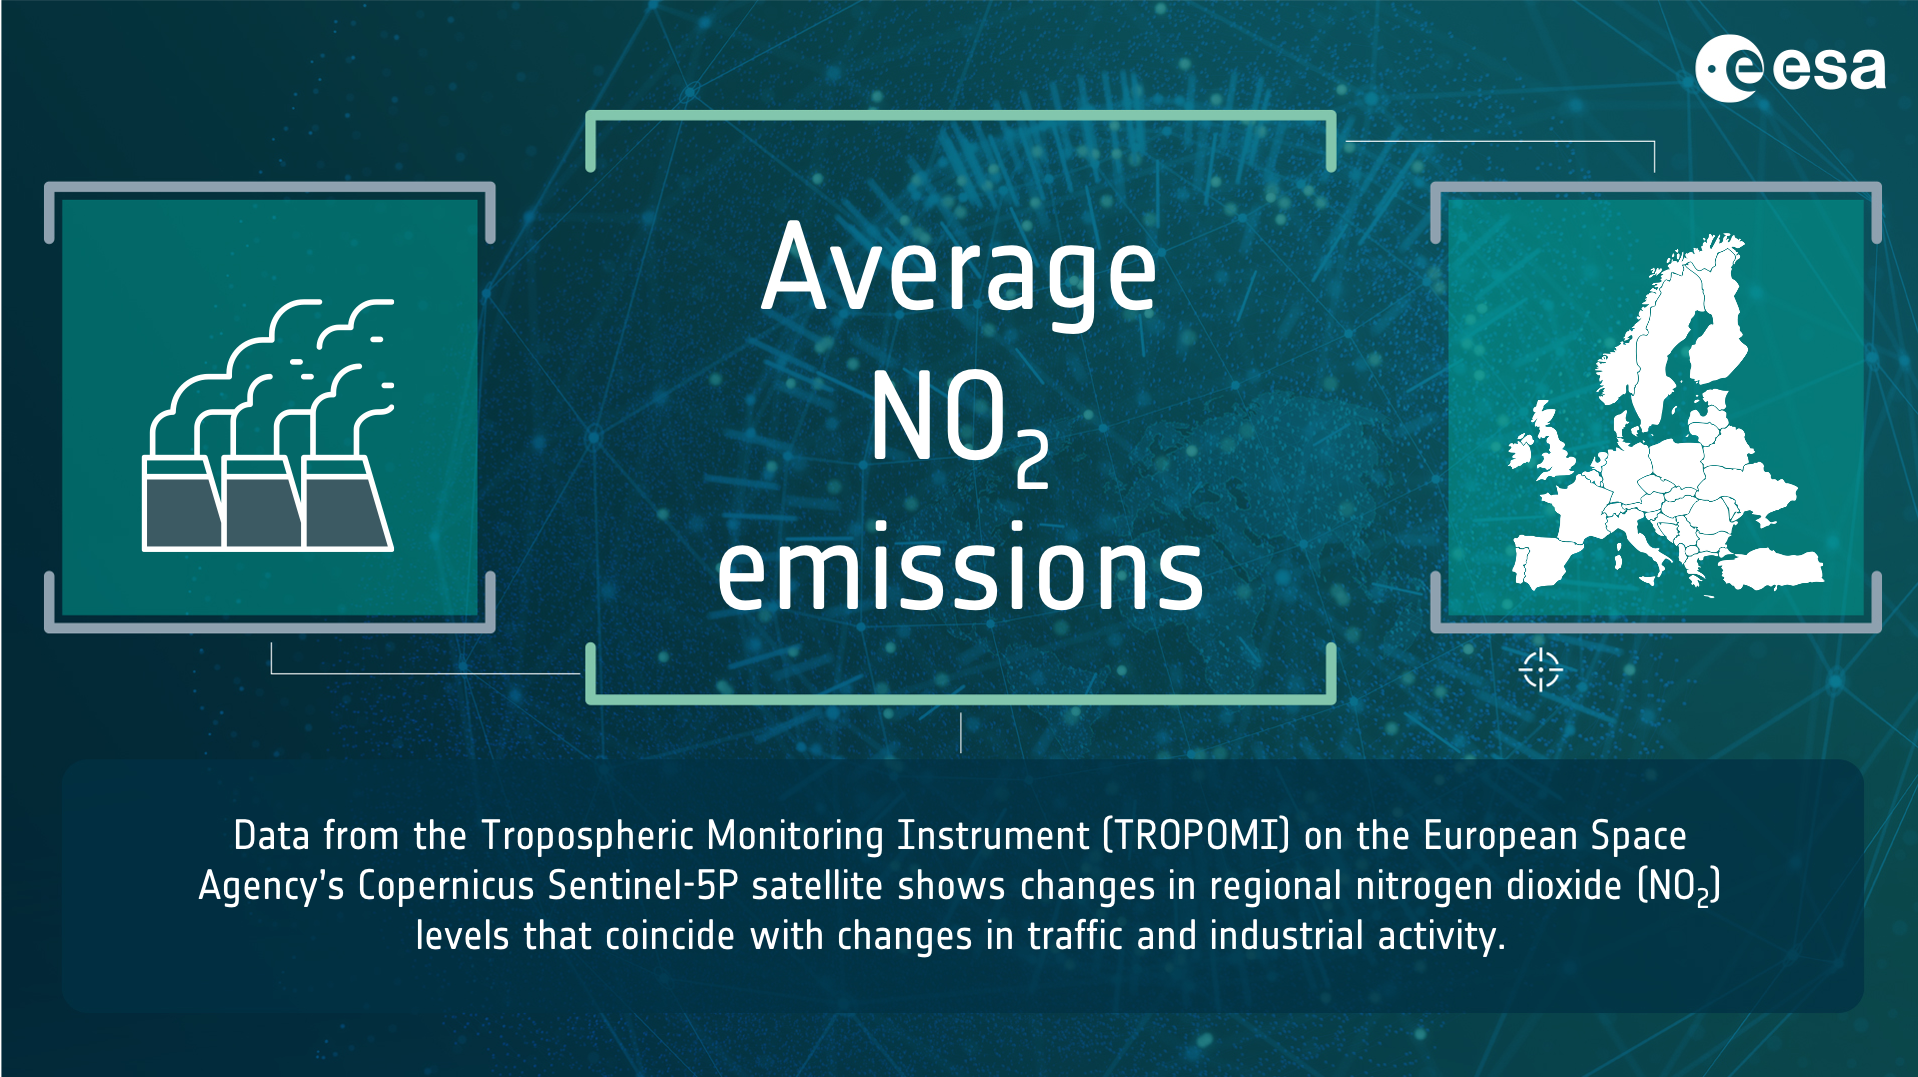 esa
Average
NO₂
emissions
Data from the Tropospheric Monitoring Instrument (TROPOMI) on the European Space
Agency’s Copernicus Sentinel-5P satellite shows changes in regional nitrogen dioxide (NO₂)
levels that coincide with changes in traffic and industrial activity.